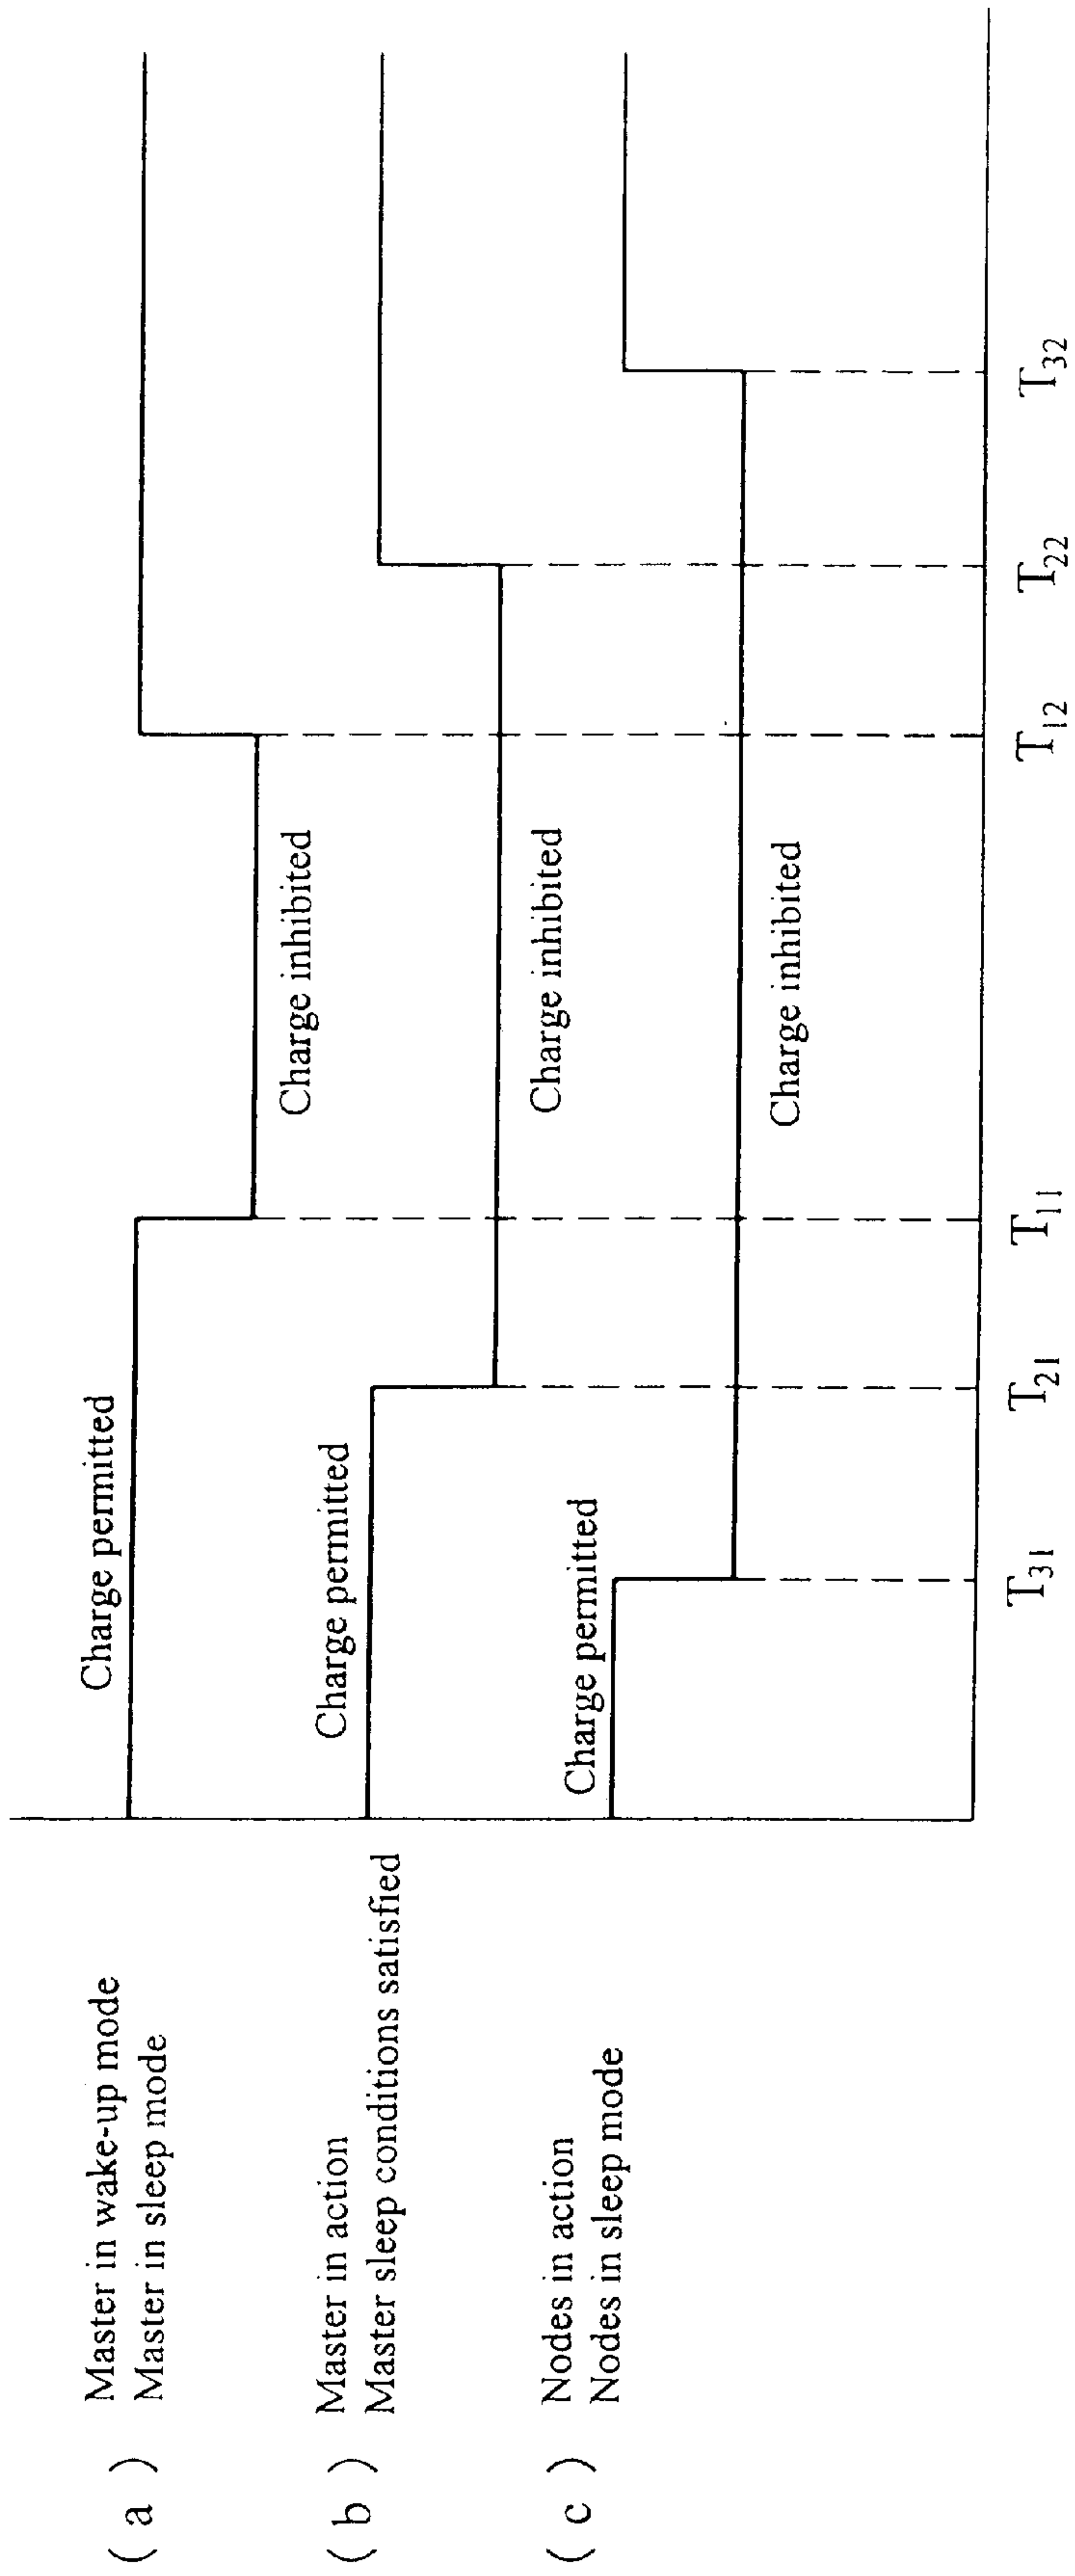 ( a ) Master in wake-up mode
Master in sleep mode
Charge permitted
Charge inhibited
( b ) Master in action
Master sleep conditions satisfied
Charge permitted
Charge inhibited
( c ) Nodes in action
Nodes in sleep mode
Charge permitted
Charge inhibited
T31 T21 T11 T12 T22 T32